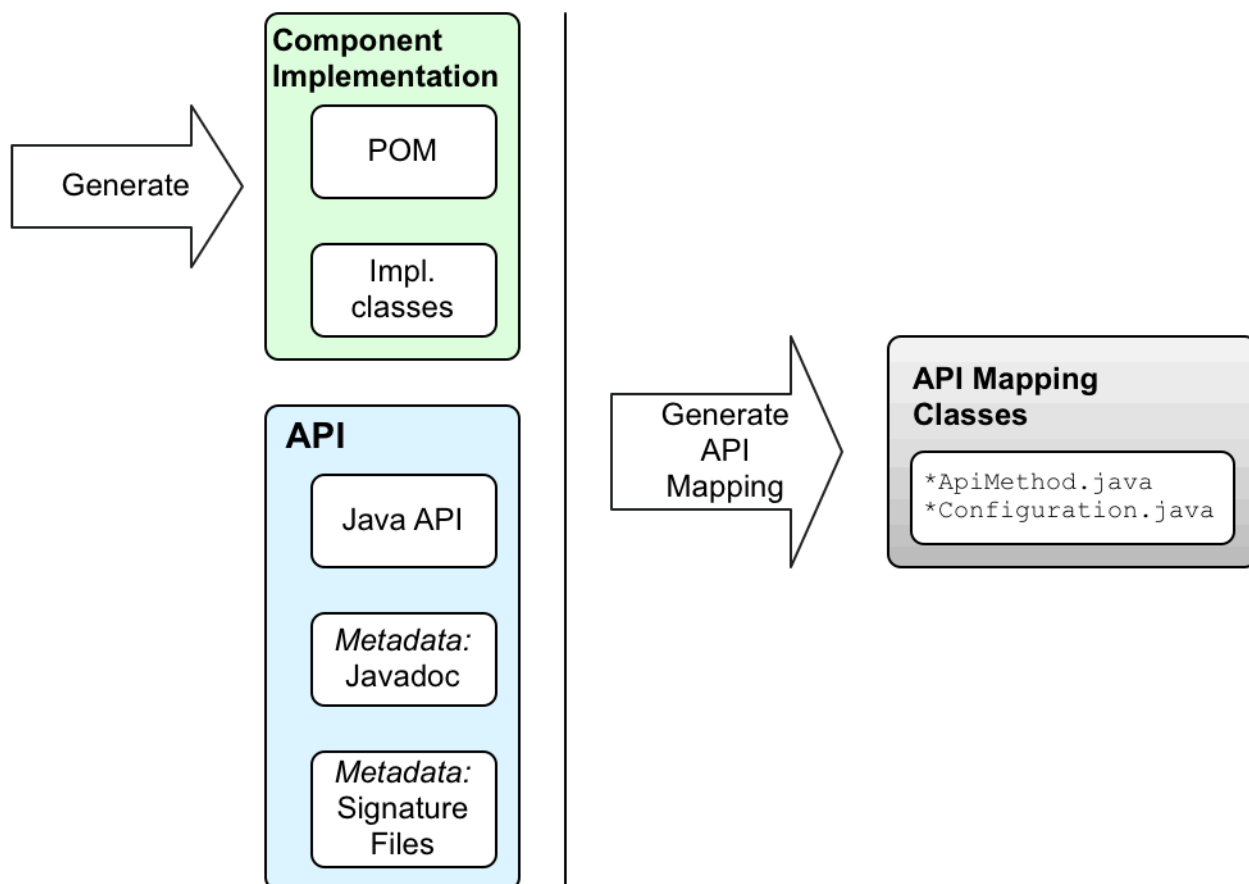 Component
Implementation
POM
Generate
Impl.
classes
API
Java API
Metadata:
Javadoc
Metadata:
Signature
Files
Generate
API
Mapping
API Mapping
Classes
*ApiMethod.java
*Configuration.java